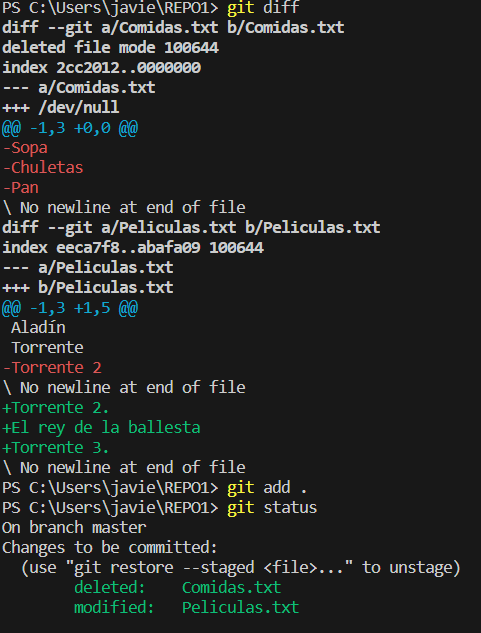 PS C:\Users\javie\REPO1> git diff
diff --git a/Comidas.txt b/Comidas.txt
deleted file mode 100644
index 2cc2012..0000000
--- a/Comidas.txt
+++ /dev/null
@@ -1,3 +0,0 @@
-Sopa
-Chuletas
-Pan
\ No newline at end of file
diff --git a/Peliculas.txt b/Peliculas.txt
index eeca7f8..abafa09 100644
--- a/Peliculas.txt
+++ b/Peliculas.txt
@@ -1,3 +1,5 @@
 Aladín
 Torrente
-Torrente 2
\ No newline at end of file
+Torrente 2.
+El rey de la ballesta
+Torrente 3.
\ No newline at end of file
PS C:\Users\javie\REPO1> git add .
PS C:\Users\javie\REPO1> git status
On branch master
Changes to be committed:
  (use "git restore --staged <file>..." to unstage)
        deleted:    Comidas.txt
        modified:   Peliculas.txt